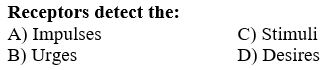 Receptors detect the:
A) Impulses C) Stimuli
B) Urges D) Desires